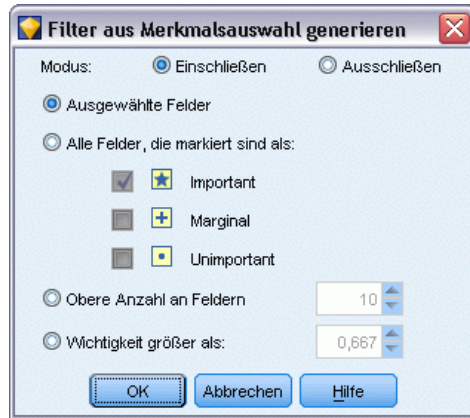 Filter aus Merkmalsauswahl generieren
Modus: Einschließen Ausschließen
Ausgewählte Felder
Alle Felder, die markiert sind als:
Important
Marginal
Unimportant
Obere Anzahl an Feldern 10
Wichtigkeit größer als: 0,667
OK Abbrechen Hilfe